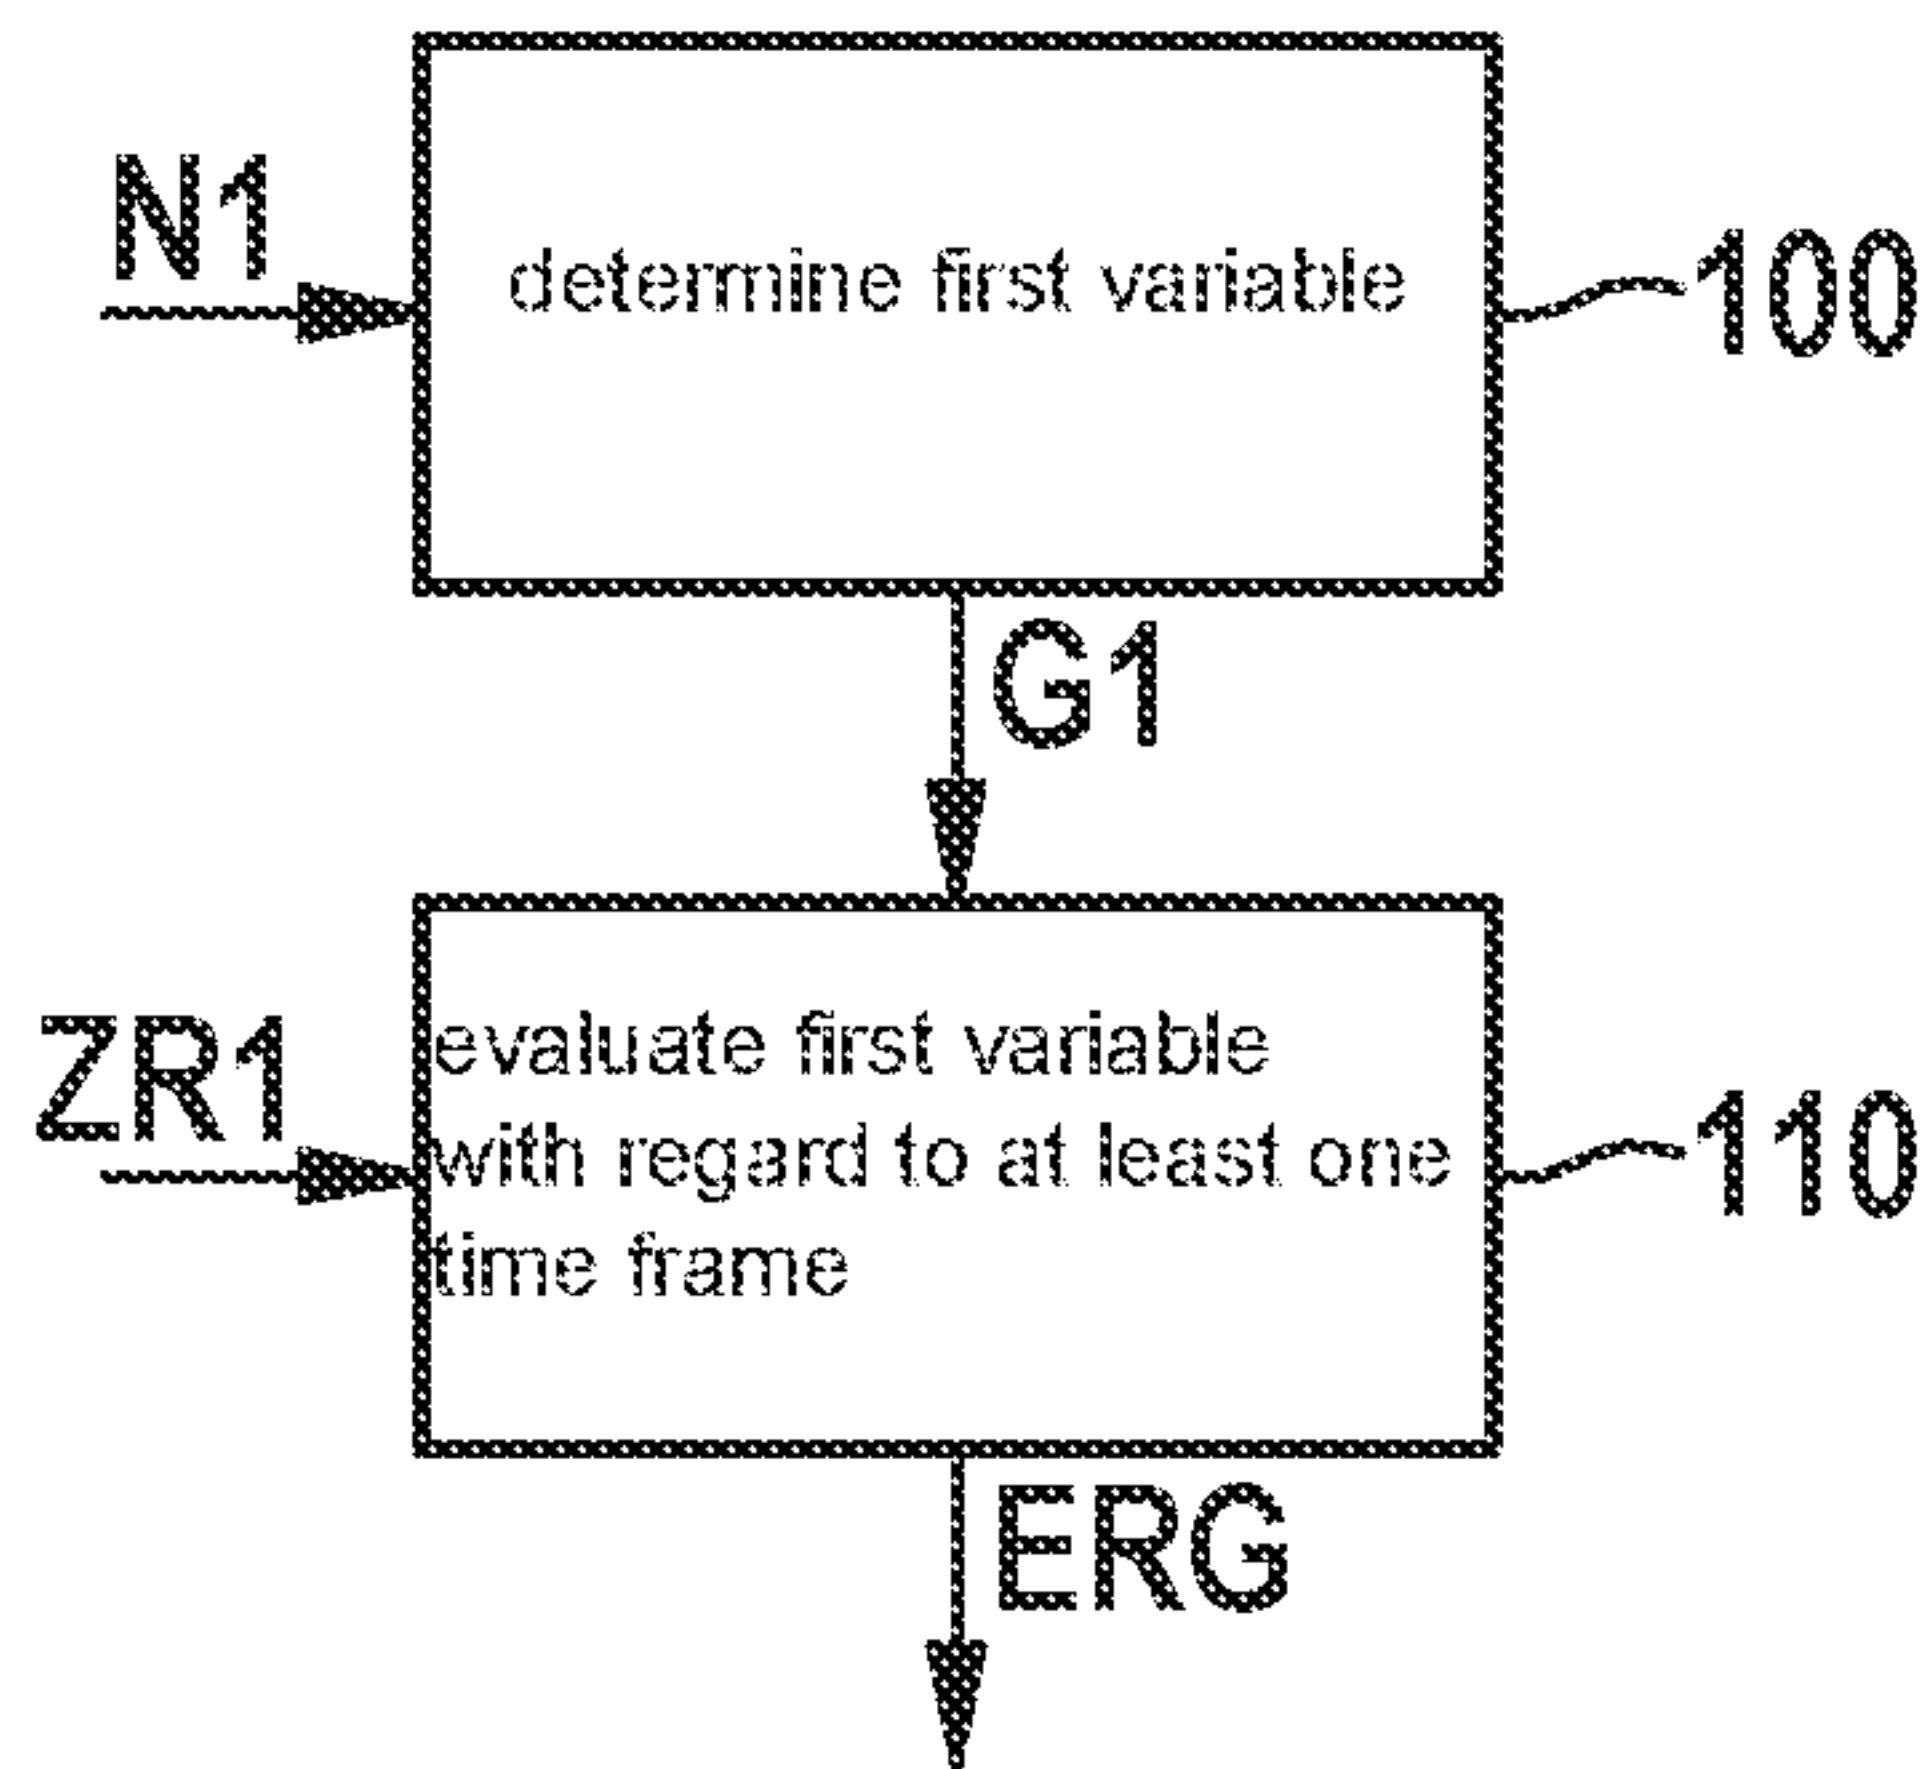 N1
determine first variable
100
G1
ZR1
evaluate first variable
with regard to at least one
time frame
110
ERG